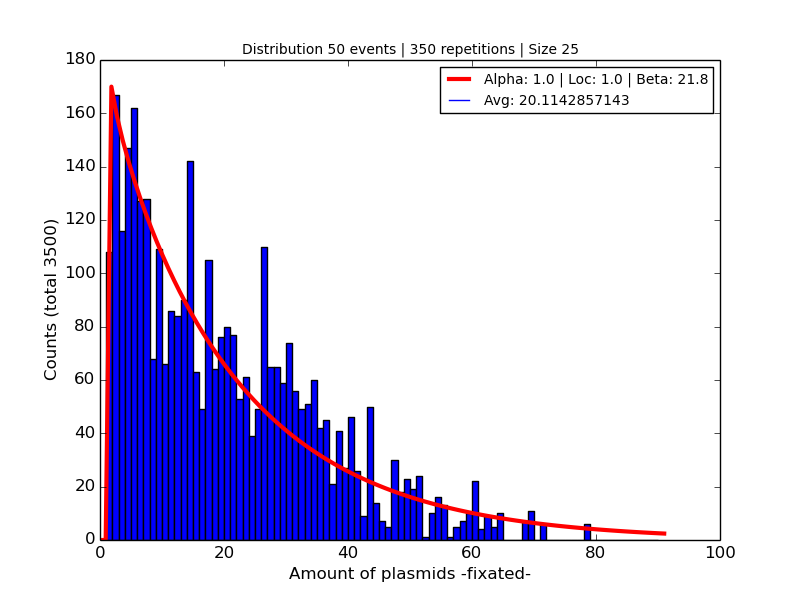 Distribution 50 events | 350 repetitions | Size 25
Alpha: 1.0 | Loc: 1.0 | Beta: 21.8
Avg: 20.1142857143
180
160
140
120
100
80
60
40
20
0
Counts (total 3500)
0 20 40 60 80 100
Amount of plasmids -fixated-